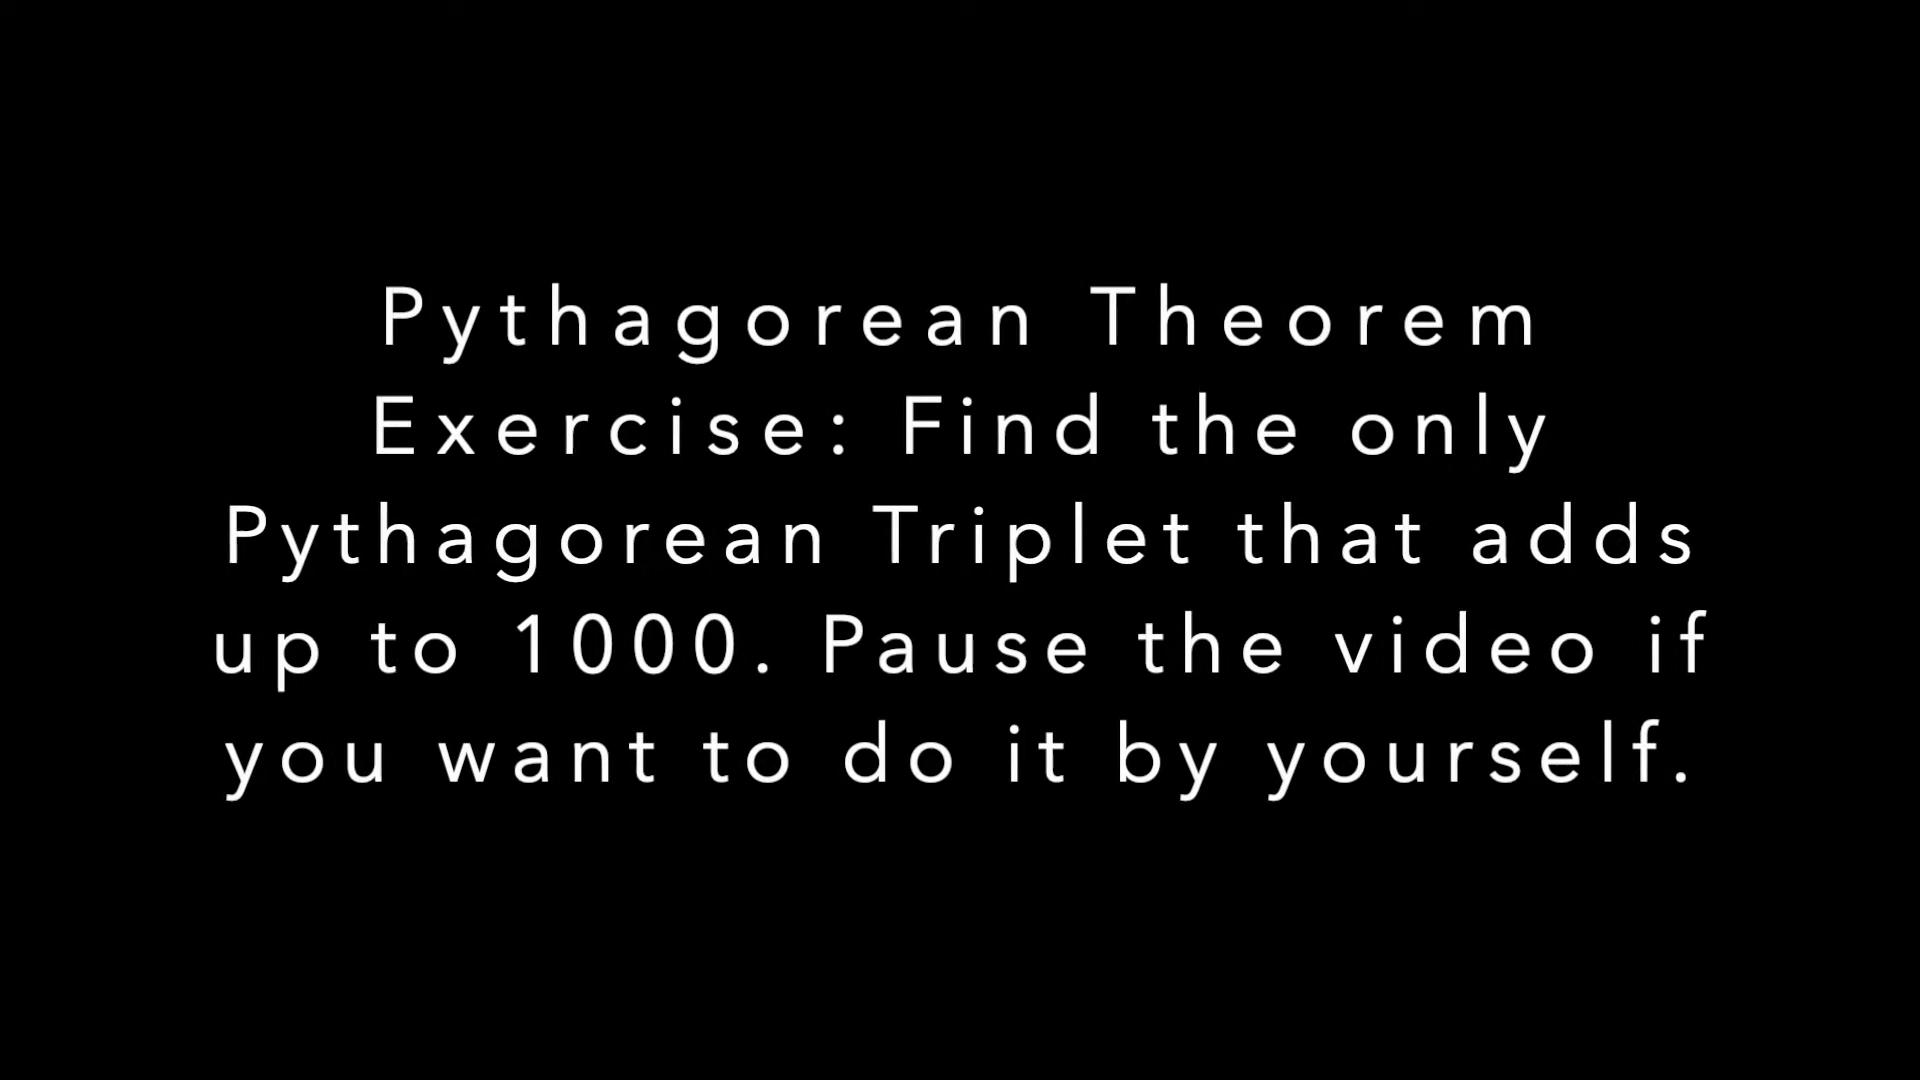 Pythagorean Theorem
Exercise: Find the only
Pythagorean Triplet that adds
up to 1000. Pause the video if
you want to do it by yourself.